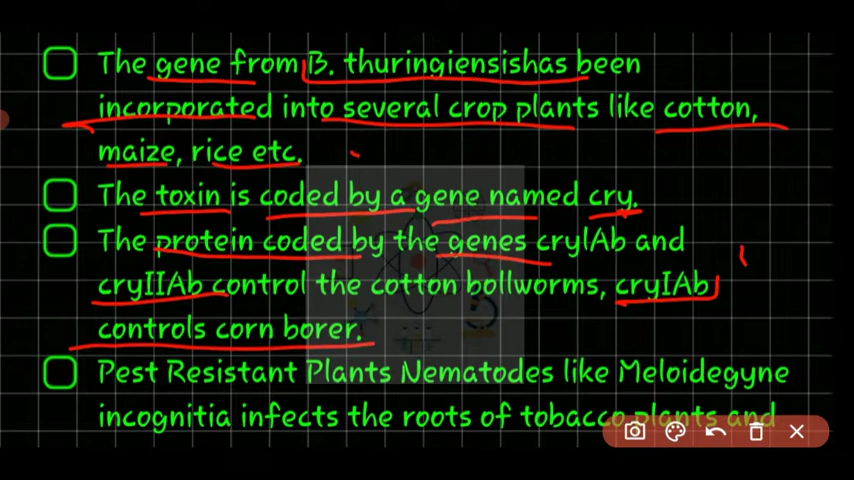 The gene from B. thuringiensishas been
incorporated into several crop plants like cotton,
maize, rice etc.
The toxin is coded by a gene named cry.
The protein coded by the genes crylAb and
cryIIAb control the cotton bollworms, cryIAb
controls corn borer.
Pest Resistant Plants Nematodes like Meloidegyne
incognitia infects the roots of tobacco plants and